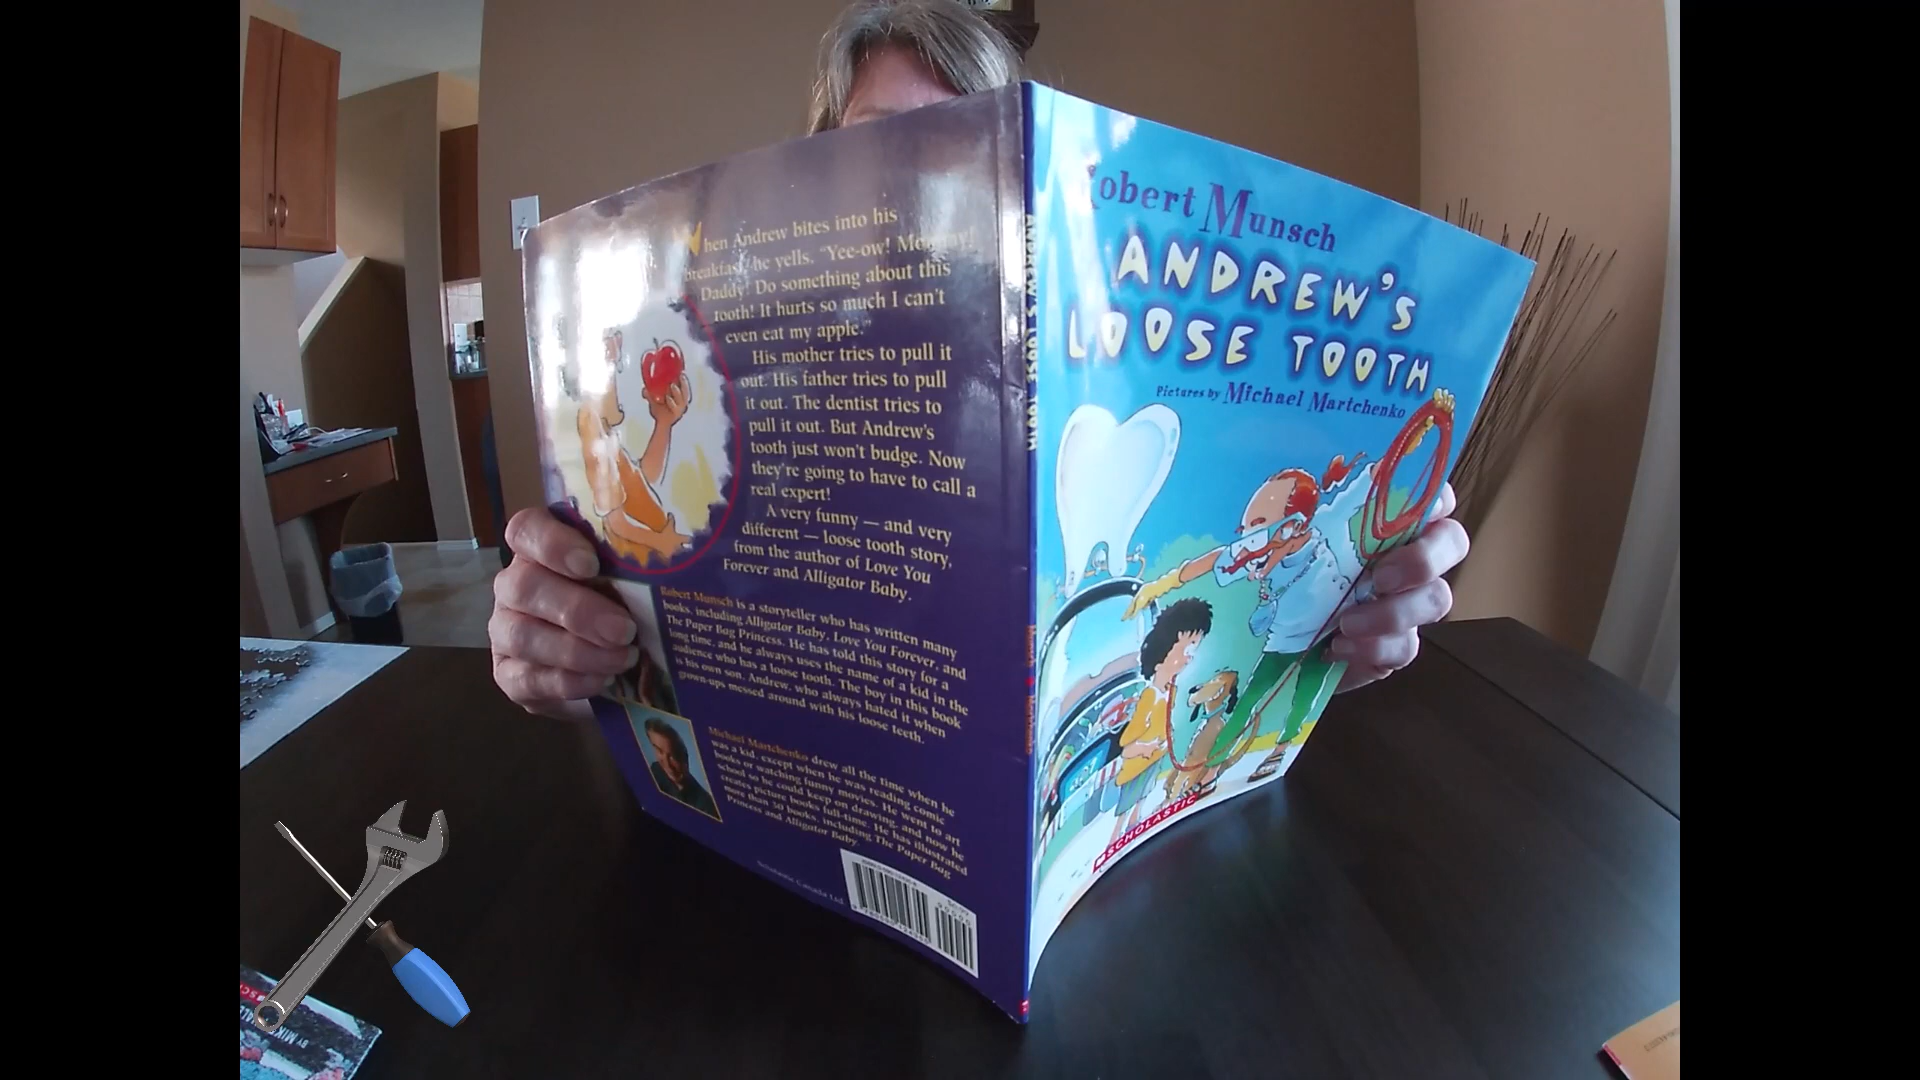 When Andrew bites into his
breakfast, he yells. "Yee-ow! Mommy!
Daddy! Do something about this
tooth! It hurts so much I can't
even eat my apple."
His mother tries to pull it
out. His father tries to pull
it out. The dentist tries to
pull it out. But Andrew's
tooth just won't budge. Now
they're going to have to call a
real expert!
A very funny — and very
different — loose tooth story,
from the author of Love You
Forever and Alligator Baby.
Robert Munsch is a storyteller who has written many
books, including Alligator Baby, Love You Forever, and
The Paper Bag Princess. He has told this story for a
long time, and he always uses the name of a kid in the
audience who has a loose tooth. The boy in this book
is his own son, Andrew, who always hated it when
grown-ups messed around with his loose teeth.
Michael Martchenko drew all the time when he
was a kid, except when he was reading comic
books or watching funny movies. He went to art
school so he could keep on drawing, and now he
creates picture books full-time. He has illustrated
more than 30 books, including The Paper Bag
Princess and Alligator Baby.
Scholastic Canada Ltd.
ANDREW'S LOOSE TOOTH
Munsch Martchenko
Robert Munsch
ANDREW'S
LOOSE TOOTH
Pictures by Michael Martchenko
SCHOLASTIC
BY MIK